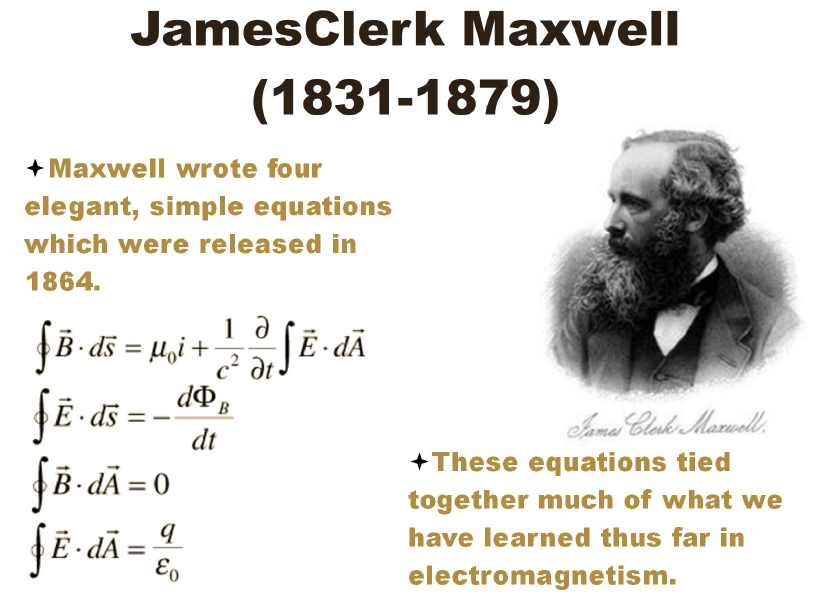 JamesClerk Maxwell
(1831-1879)
✦Maxwell wrote four
elegant, simple equations
which were released in
1864.
∮B⃗ · ds⃗ = μ₀i + 1/c² ∂/∂t ∫E⃗ · dA⃗
∮E⃗ · ds⃗ = − dΦ_B/dt
∮B⃗ · dA⃗ = 0
∮E⃗ · dA⃗ = q/ε₀
James Clerk Maxwell.
✦These equations tied
together much of what we
have learned thus far in
electromagnetism.